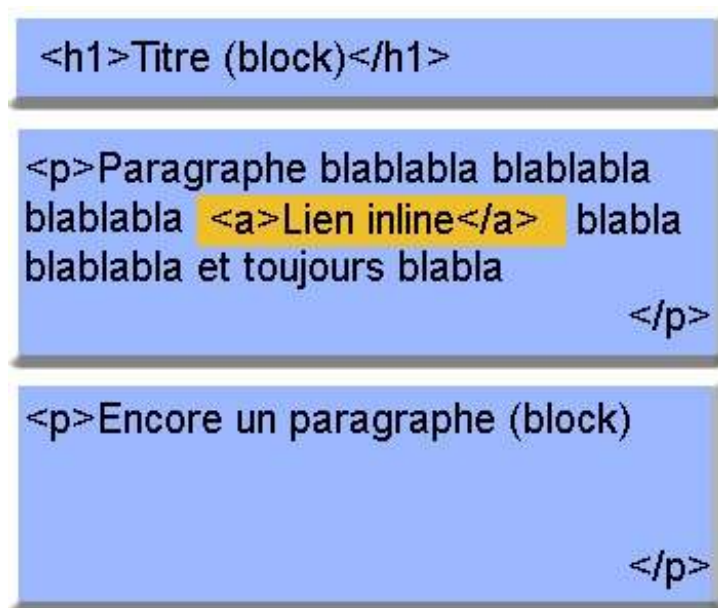 <h1>Titre (block)</h1>
<p>Paragraphe blablabla blablabla
blablabla <a>Lien inline</a> blabla
blablabla et toujours blabla
</p>
<p>Encore un paragraphe (block)
</p>